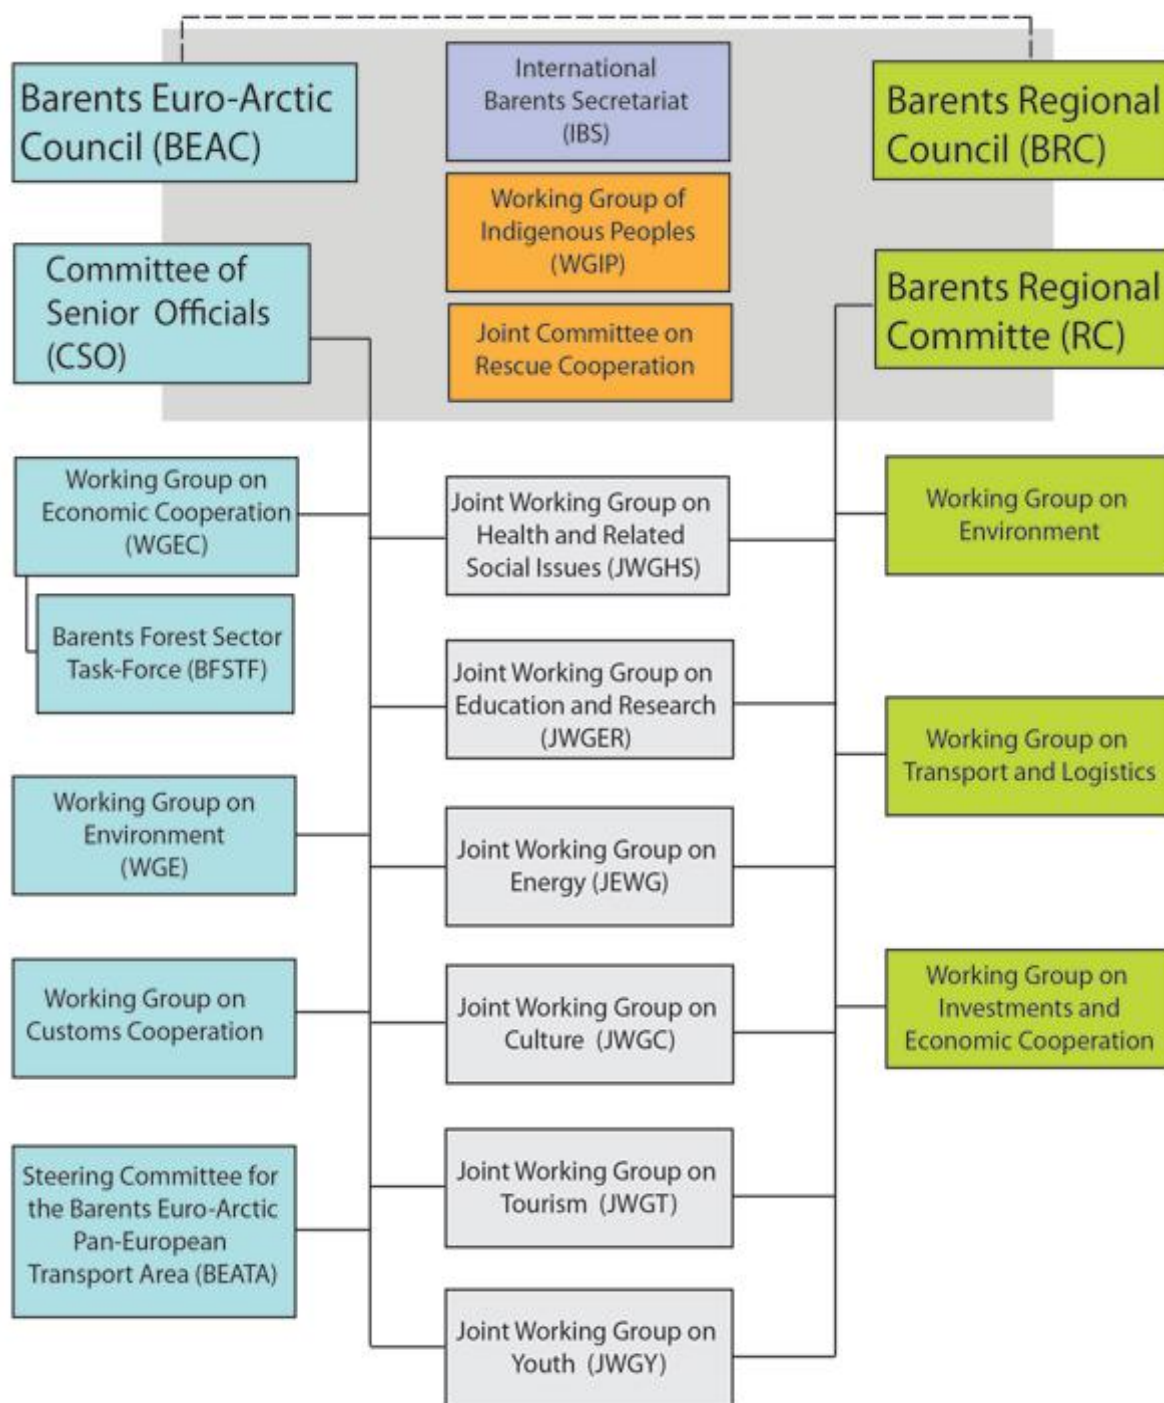 Barents Euro-Arctic
Council (BEAC)
International
Barents Secretariat
(IBS)
Barents Regional
Council (BRC)
Working Group of
Indigenous Peoples
(WGIP)
Committee of
Senior Officials
(CSO)
Joint Committee on
Rescue Cooperation
Barents Regional
Committe (RC)
Working Group on
Economic Cooperation
(WGEC)
Joint Working Group on
Health and Related
Social Issues (JWGHS)
Working Group on
Environment
Barents Forest Sector
Task-Force (BFSTF)
Joint Working Group on
Education and Research
(JWGER)
Working Group on
Transport and Logistics
Working Group on
Environment
(WGE)
Joint Working Group on
Energy (JEWG)
Working Group on
Customs Cooperation
Joint Working Group on
Culture (JWGC)
Working Group on
Investments and
Economic Cooperation
Steering Committee for
the Barents Euro-Arctic
Pan-European
Transport Area (BEATA)
Joint Working Group on
Tourism (JWGT)
Joint Working Group on
Youth (JWGY)